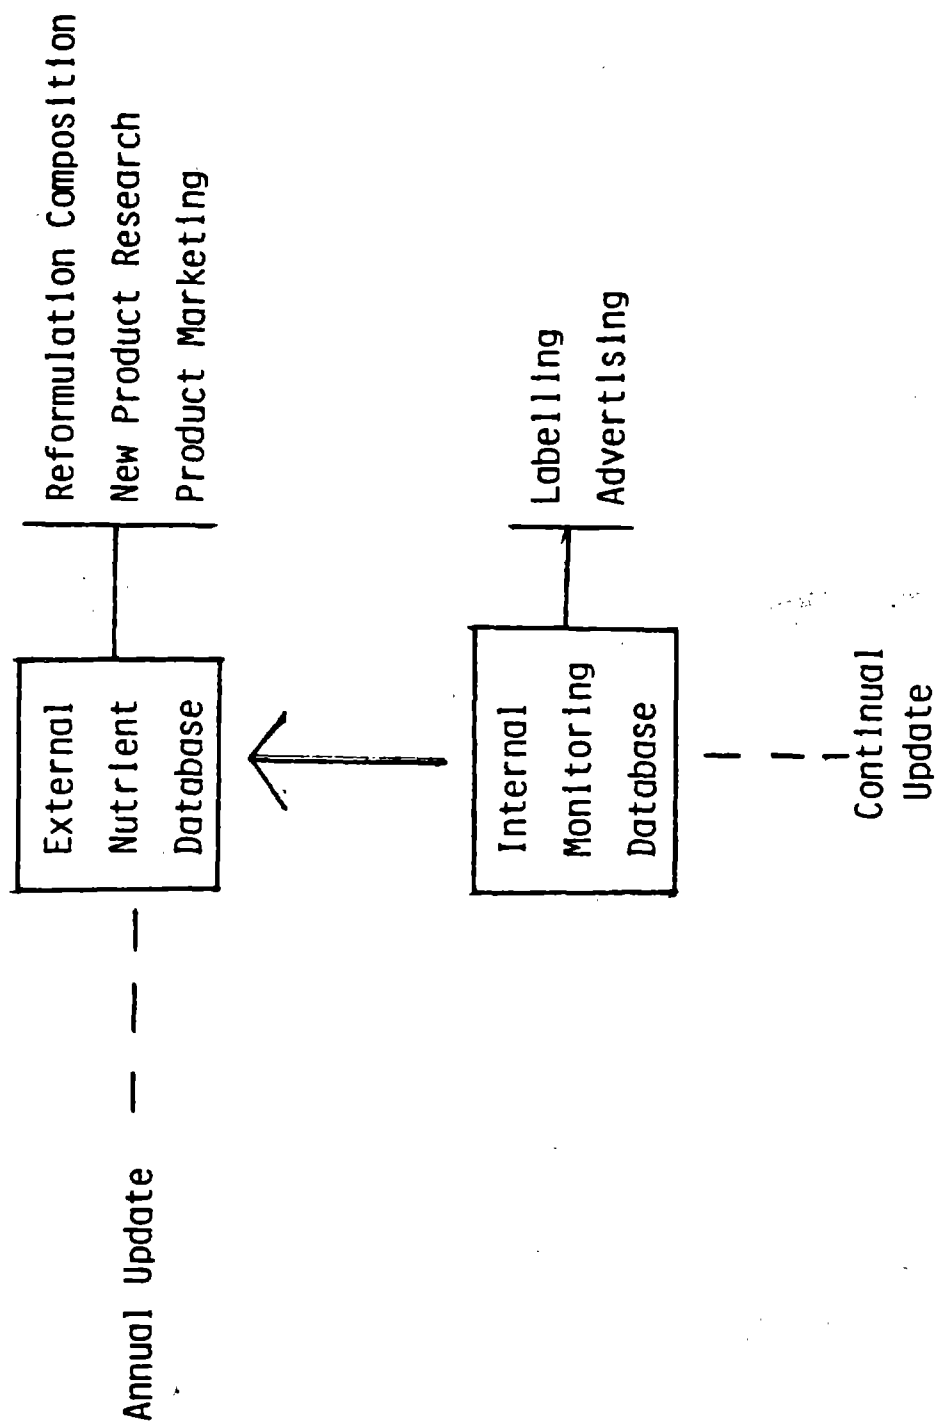 Annual Update
External
Nutrient
Database
Reformulation Composition
New Product Research
Product Marketing
Internal
Monitoring
Database
Labelling
Advertising
Continual
Update